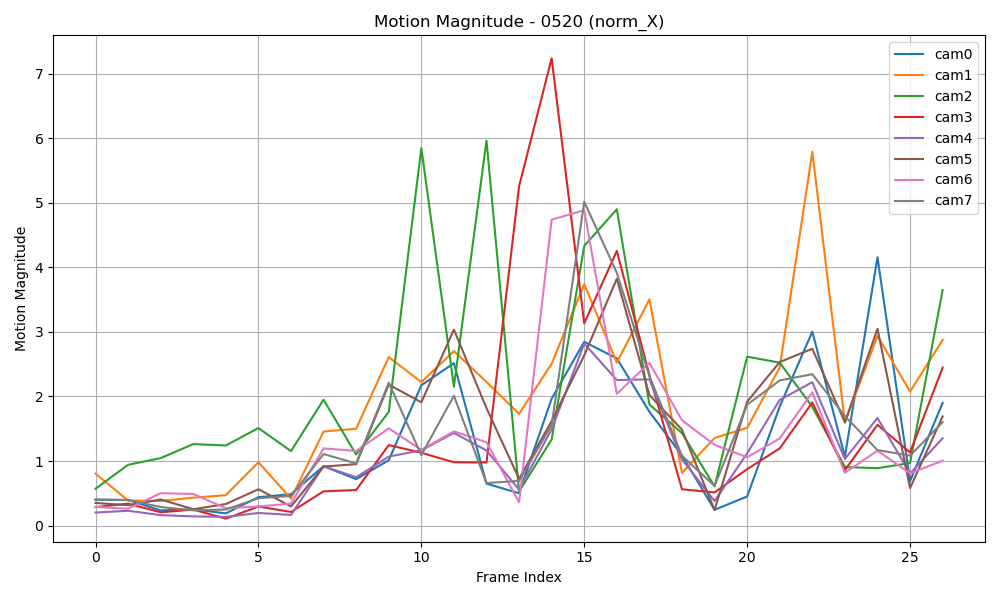 Motion Magnitude - 0520 (norm_X)
Motion Magnitude
7
6
5
4
3
2
1
0
cam0
cam1
cam2
cam3
cam4
cam5
cam6
cam7
0 5 10 15 20 25
Frame Index